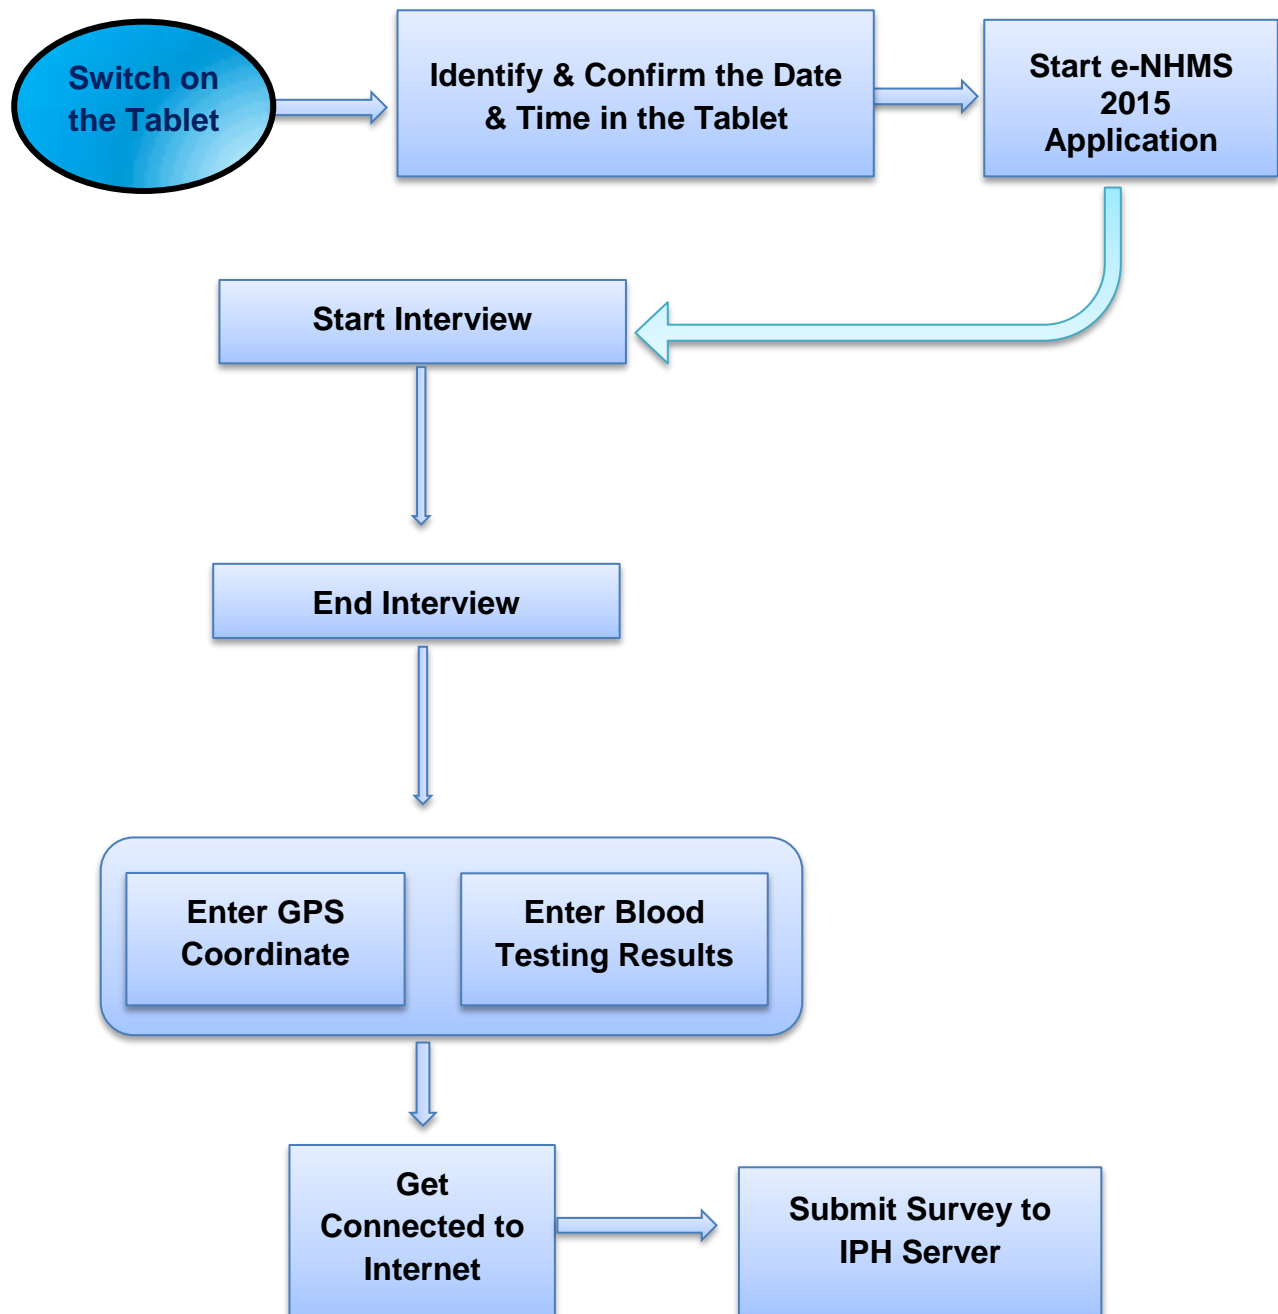 Switch on
the Tablet
Identify & Confirm the Date
& Time in the Tablet
Start e-NHMS
2015
Application
Start Interview
End Interview
Enter GPS
Coordinate
Enter Blood
Testing Results
Get
Connected to
Internet
Submit Survey to
IPH Server